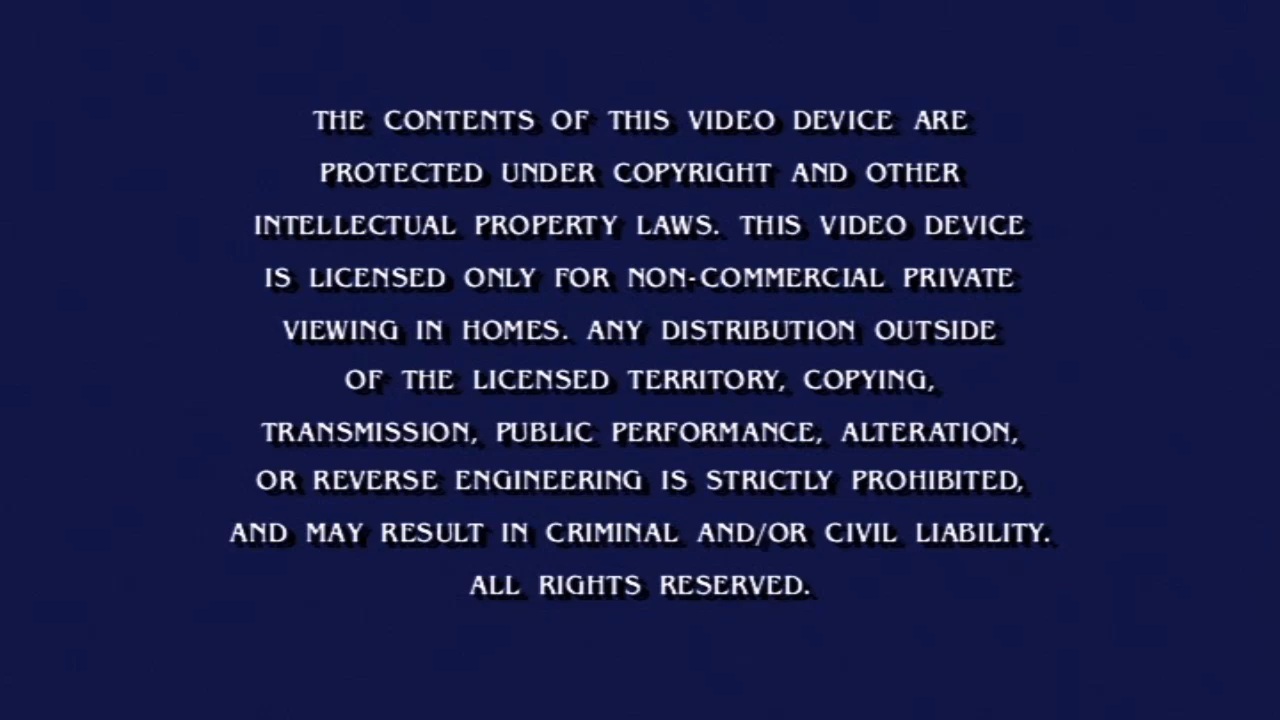 THE CONTENTS OF THIS VIDEO DEVICE ARE
PROTECTED UNDER COPYRIGHT AND OTHER
INTELLECTUAL PROPERTY LAWS. THIS VIDEO DEVICE
IS LICENSED ONLY FOR NON-COMMERCIAL PRIVATE
VIEWING IN HOMES. ANY DISTRIBUTION OUTSIDE
OF THE LICENSED TERRITORY, COPYING,
TRANSMISSION, PUBLIC PERFORMANCE, ALTERATION,
OR REVERSE ENGINEERING IS STRICTLY PROHIBITED,
AND MAY RESULT IN CRIMINAL AND/OR CIVIL LIABILITY.
ALL RIGHTS RESERVED.